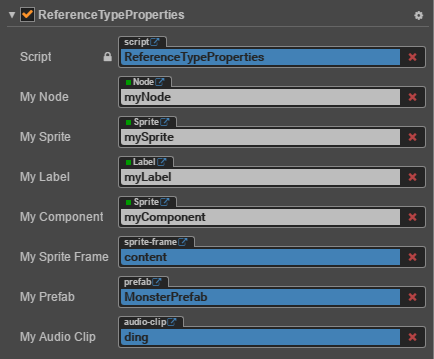 ReferenceTypeProperties
script
Script ReferenceTypeProperties
Node
My Node myNode
Sprite
My Sprite mySprite
Label
My Label myLabel
Sprite
My Component myComponent
sprite-frame
My Sprite Frame content
prefab
My Prefab MonsterPrefab
audio-clip
My Audio Clip ding